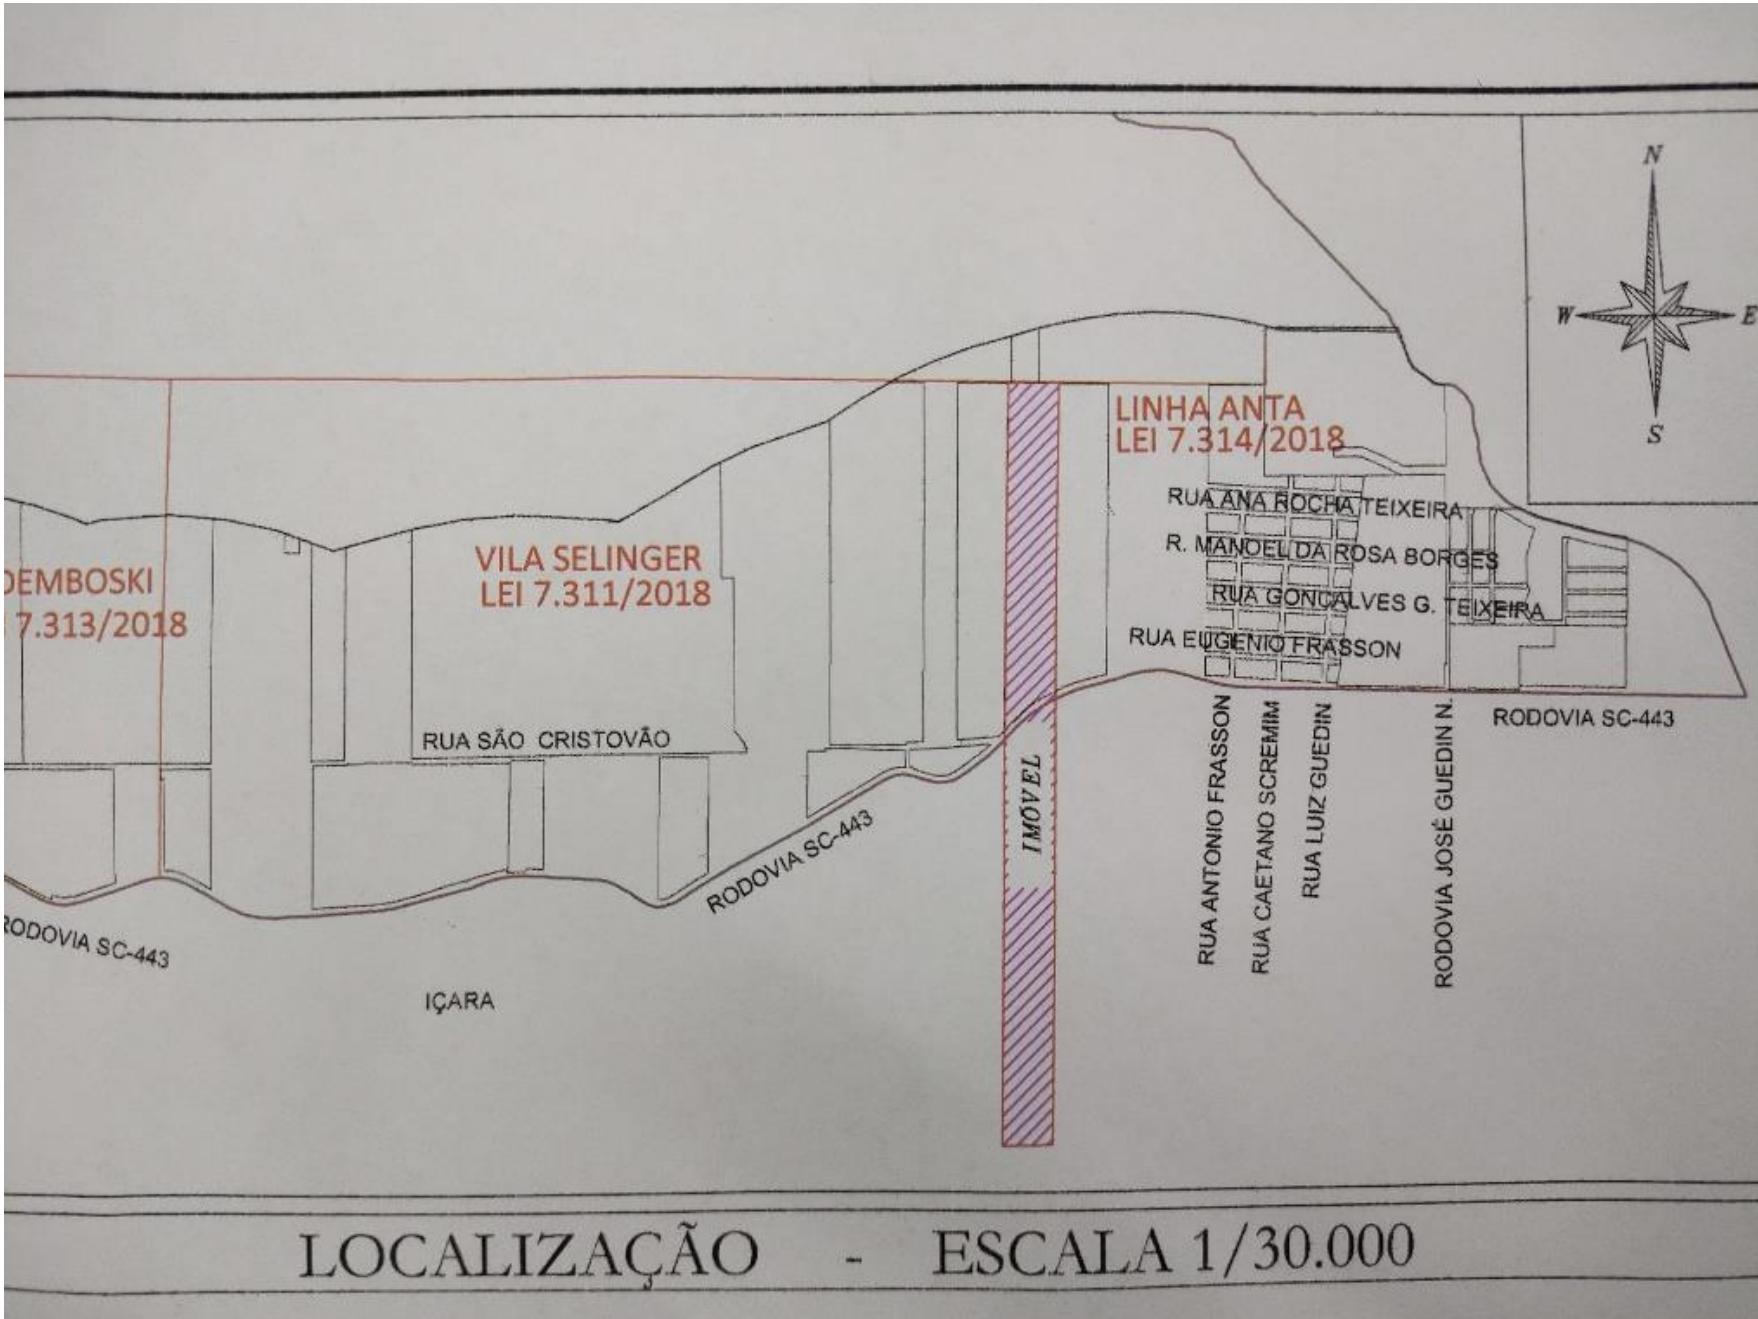 N
W
E
S
LINHA ANTA
LEI 7.314/2018
RUA ANA ROCHA TEIXEIRA
R. MANOEL DA ROSA BORGES
VILA SELINGER
LEI 7.311/2018
DEMBOSKI
7.313/2018
RUA GONÇALVES G. TEIXEIRA
RUA EUGENIO FRASSON
RUA SÃO CRISTOVÃO
RODOVIA SC-443
IMÓVEL
RUA ANTONIO FRASSON
RUA CAETANO SCREMIM
RUA LUIZ GUEDIN
RODOVIA JOSÉ GUEDIN N.
RODOVIA SC-443
RODOVIA SC-443
IÇARA
LOCALIZAÇÃO - ESCALA 1/30.000